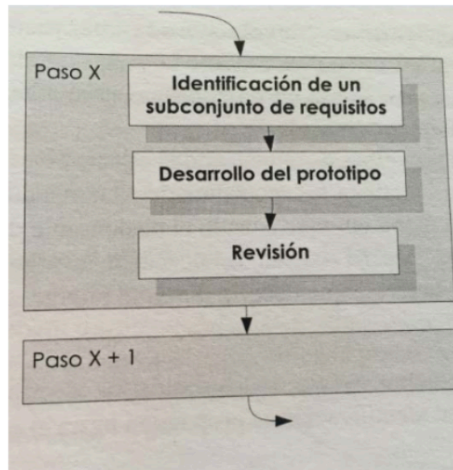 Paso X
Identificación de un
subconjunto de requisitos
Desarrollo del prototipo
Revisión
Paso X + 1